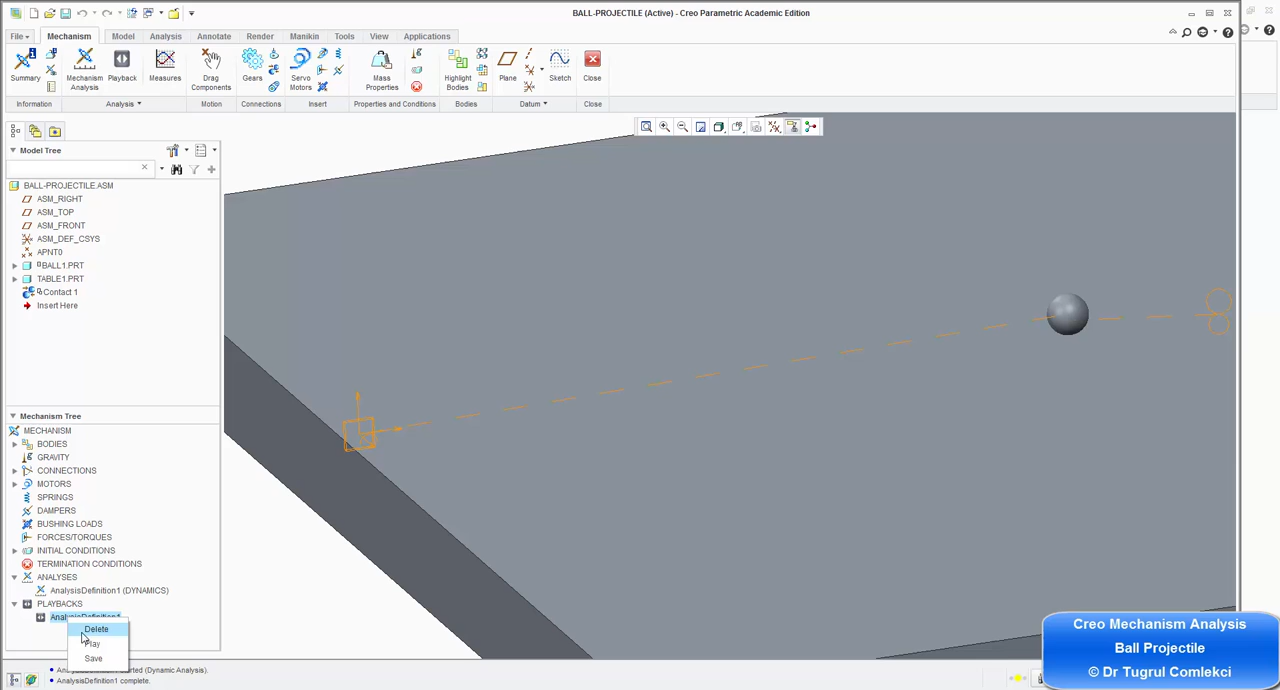 BALL-PROJECTILE (Active) - Creo Parametric Academic Edition
File
Mechanism
Model
Analysis
Annotate
Render
Manikin
Tools
View
Applications
Summary
Mechanism Analysis
Playback
Measures
Drag Components
Gears
Servo Motors
Mass Properties
Highlight Bodies
Plane
Sketch
Close
Information
Analysis
Motion
Connections
Insert
Properties and Conditions
Bodies
Datum
Close
Model Tree
BALL-PROJECTILE.ASM
ASM_RIGHT
ASM_TOP
ASM_FRONT
ASM_DEF_CSYS
APNT0
BALL1.PRT
TABLE1.PRT
Contact 1
Insert Here
Mechanism Tree
MECHANISM
BODIES
GRAVITY
CONNECTIONS
MOTORS
SPRINGS
DAMPERS
BUSHING LOADS
FORCES/TORQUES
INITIAL CONDITIONS
TERMINATION CONDITIONS
ANALYSES
AnalysisDefinition1 (DYNAMICS)
PLAYBACKS
AnalysisDefinition1
Delete
Play
Save
started (Dynamic Analysis).
AnalysisDefinition1 complete.
Creo Mechanism Analysis
Ball Projectile
© Dr Tugrul Comlekci